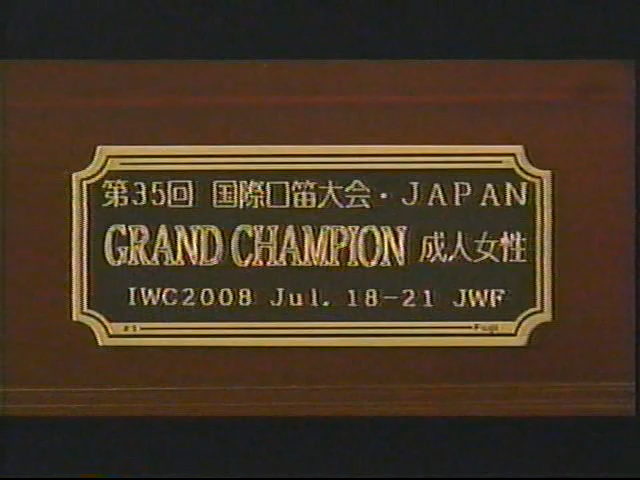 第35回 国際口笛大会・JAPAN
GRAND CHAMPION 成人女性
IWC2008 Jul. 18-21 JWF